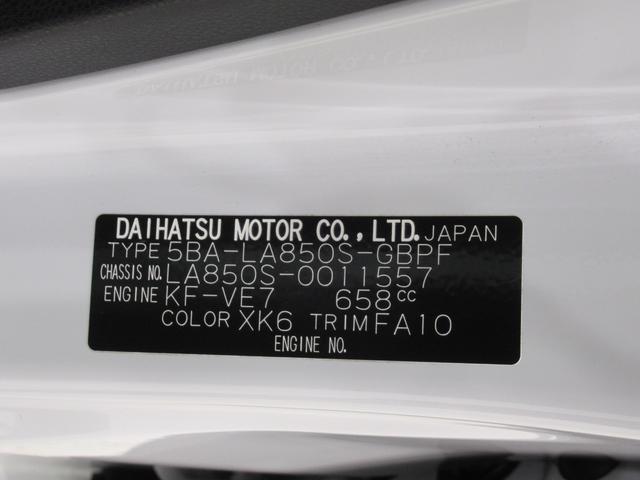 DAIHATSU MOTOR CO., LTD. JAPAN
TYPE 5BA-LA850S-GBPF
CHASSIS NO. LA850S-0011557
ENGINE KF-VE7 658cc
COLOR XK6 TRIM FA10
ENGINE NO.